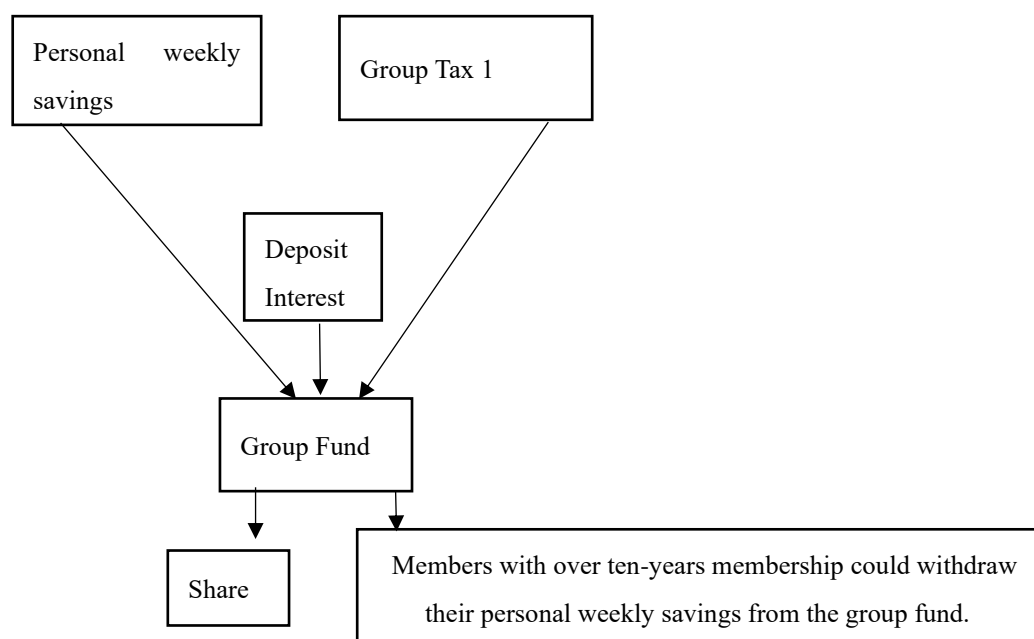 Personal weekly
savings
Group Tax 1
Deposit
Interest
Group Fund
Share
Members with over ten-years membership could withdraw
their personal weekly savings from the group fund.